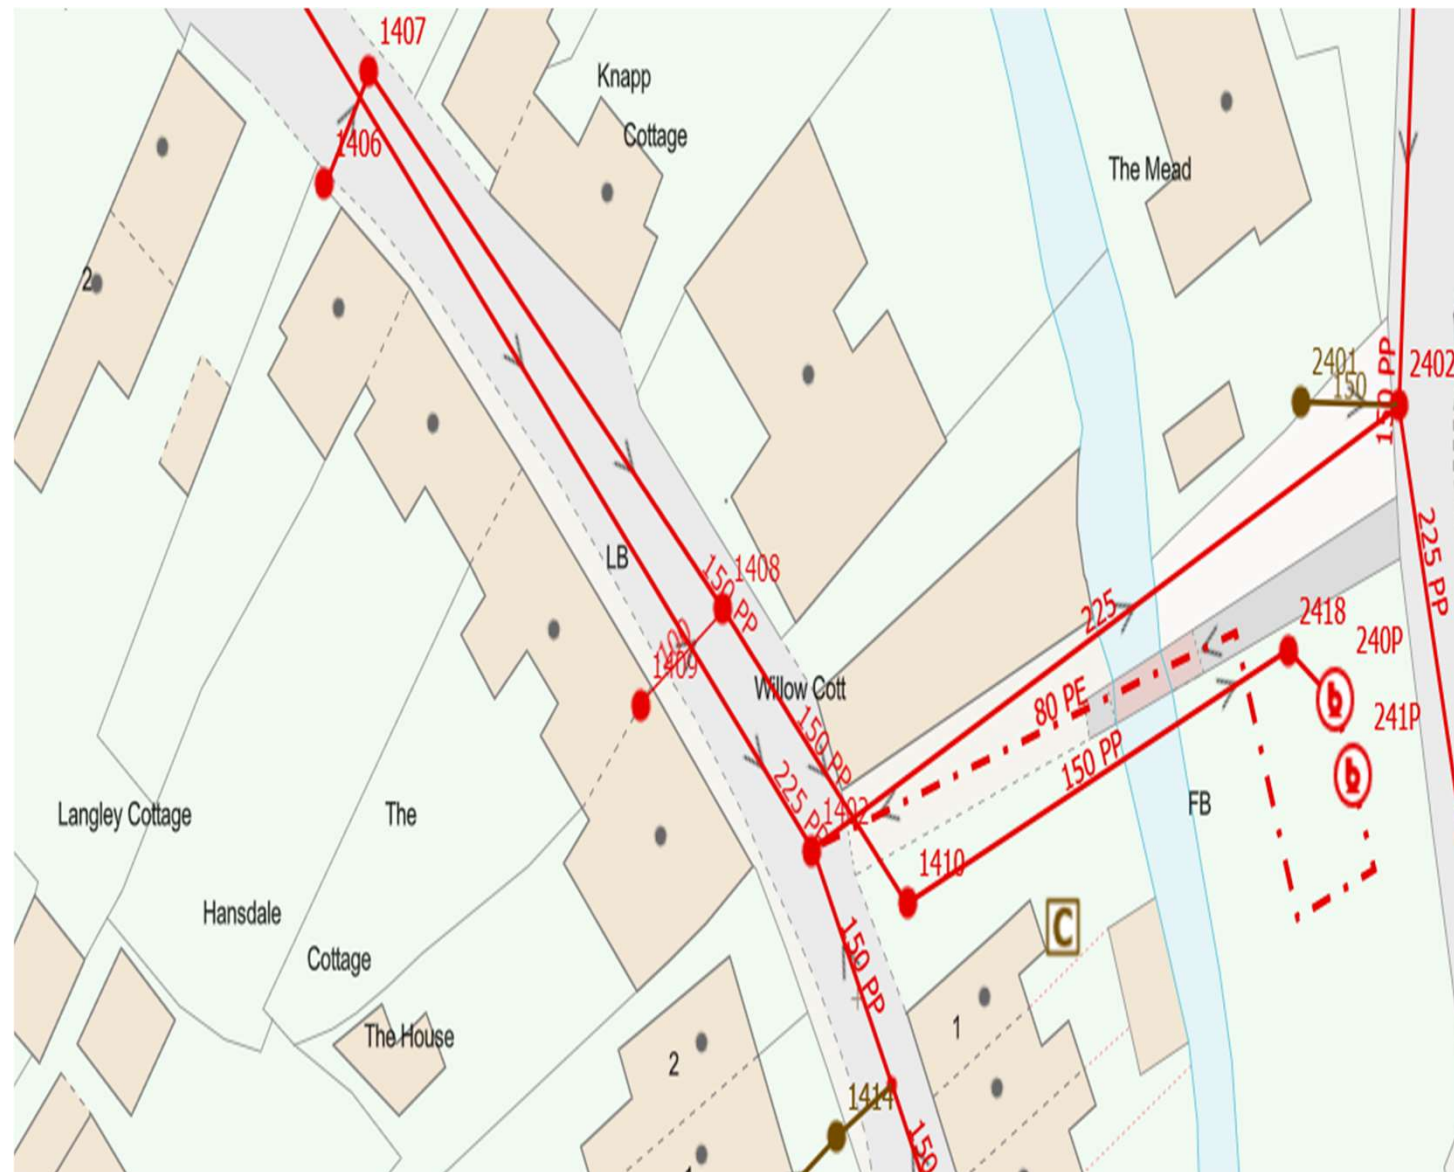 1407
Knapp
1406
Cottage
The Mead
2
2401
150
150 PP
2402
LB
150 PP
1408
225 PP
100
1409
225
2418
240P
Willow Cott
80 PE
241P
150 PP
150 PP
Langley Cottage
The
225 PP
1402
FB
1410
Hansdale
C
150 PP
Cottage
The House
2
1
1414
150